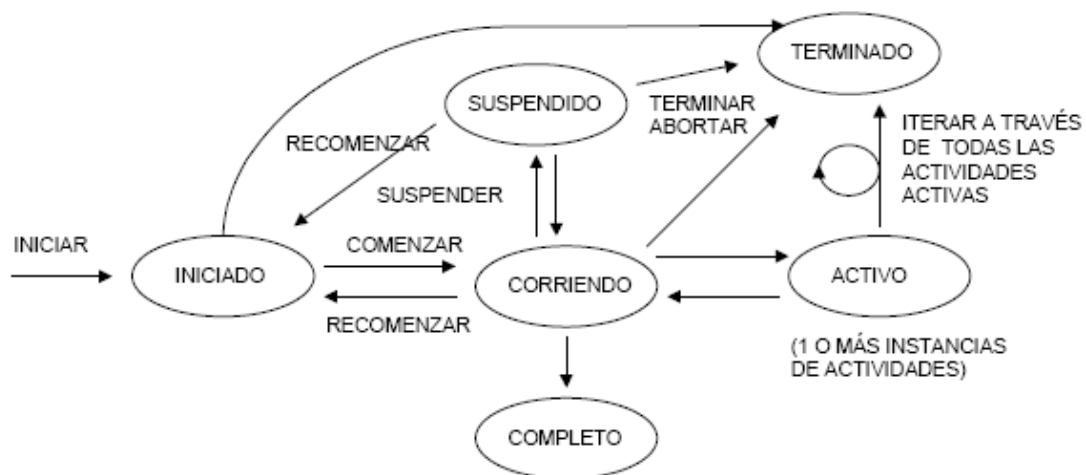 TERMINADO
SUSPENDIDO
TERMINAR
ABORTAR
ITERAR A TRAVÉS
DE TODAS LAS
ACTIVIDADES
ACTIVAS
RECOMENZAR
SUSPENDER
INICIAR
COMENZAR
INICIADO
CORRIENDO
ACTIVO
RECOMENZAR
(1 O MÁS INSTANCIAS
DE ACTIVIDADES)
COMPLETO